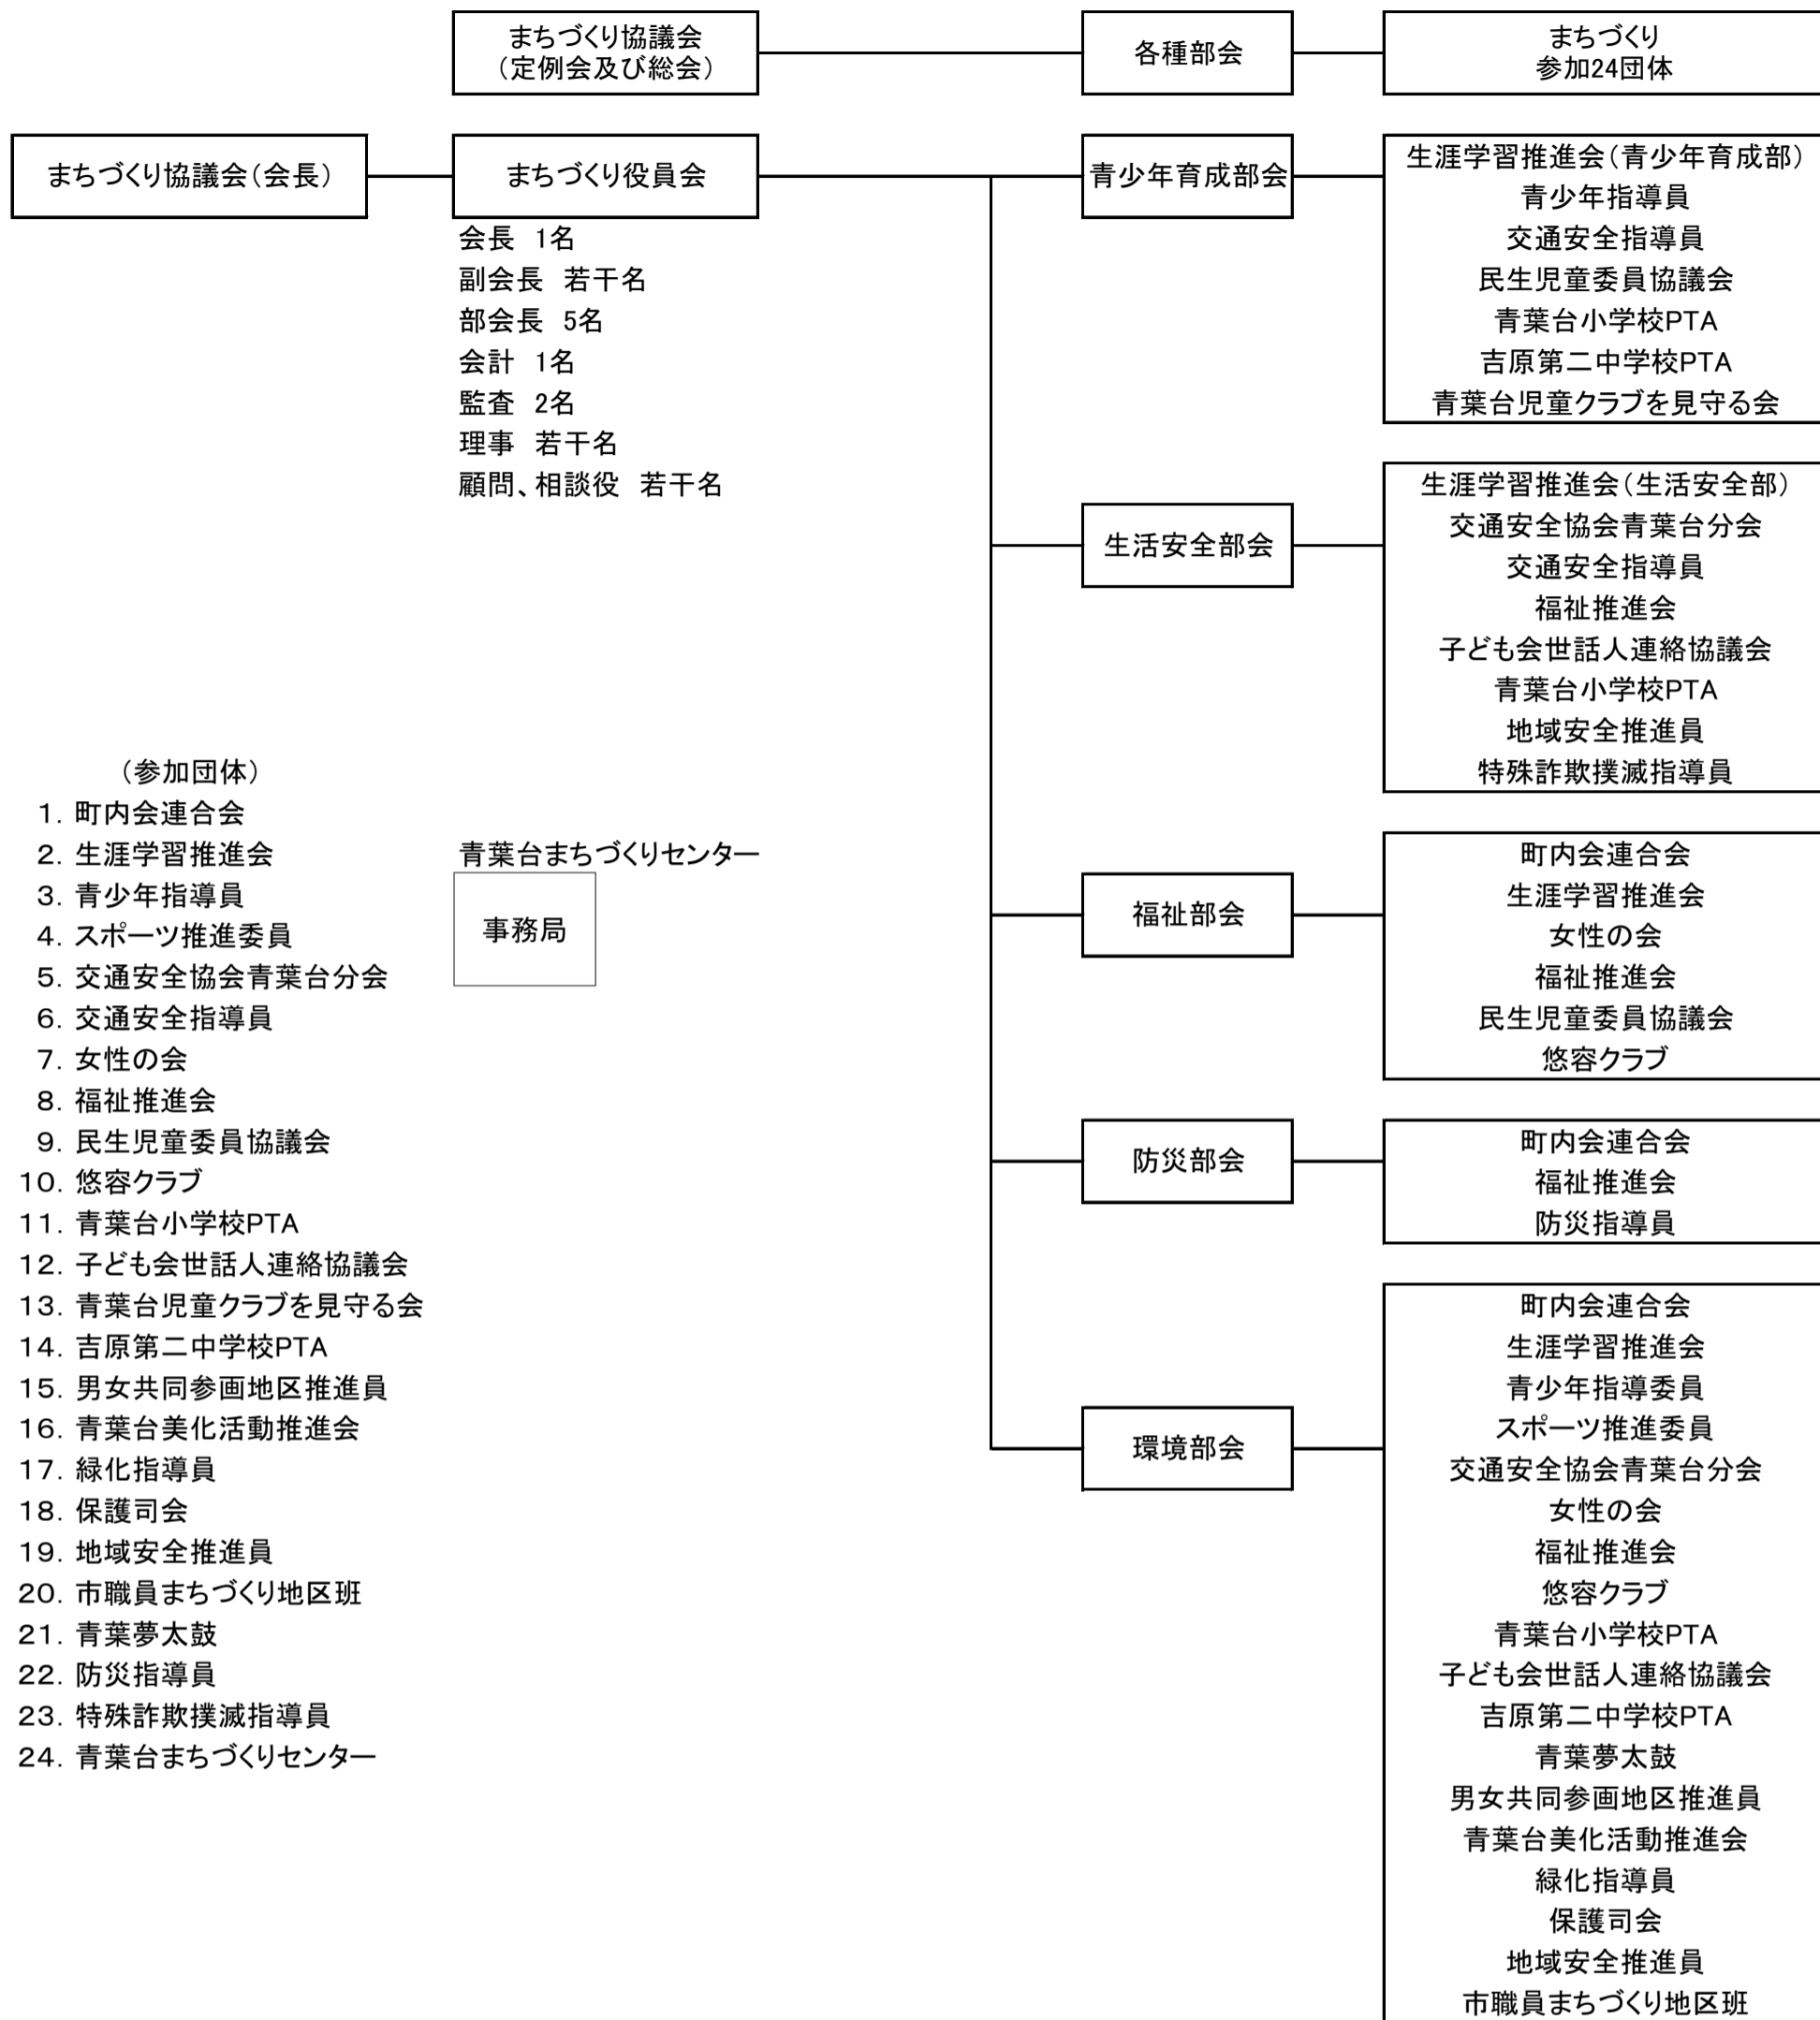 まちづくり協議会
（定例会及び総会）
各種部会
まちづくり
参加24団体
まちづくり協議会（会長）
まちづくり役員会
会長　1名
副会長　若干名
部会長　5名
会計　1名
監査　2名
理事　若干名
顧問、相談役　若干名
青少年育成部会
生涯学習推進会（青少年育成部）
青少年指導員
交通安全指導員
民生児童委員協議会
青葉台小学校PTA
吉原第二中学校PTA
青葉台児童クラブを見守る会
生活安全部会
生涯学習推進会（生活安全部）
交通安全協会青葉台分会
交通安全指導員
福祉推進会
子ども会世話人連絡協議会
青葉台小学校PTA
地域安全推進員
特殊詐欺撲滅指導員
福祉部会
町内会連合会
生涯学習推進会
女性の会
福祉推進会
民生児童委員協議会
悠容クラブ
防災部会
町内会連合会
福祉推進会
防災指導員
環境部会
町内会連合会
生涯学習推進会
青少年指導委員
スポーツ推進委員
交通安全協会青葉台分会
女性の会
福祉推進会
悠容クラブ
青葉台小学校PTA
子ども会世話人連絡協議会
吉原第二中学校PTA
青葉夢太鼓
男女共同参画地区推進員
青葉台美化活動推進会
緑化指導員
保護司会
地域安全推進員
市職員まちづくり地区班
（参加団体）
1．町内会連合会
2．生涯学習推進会
3．青少年指導員
4．スポーツ推進委員
5．交通安全協会青葉台分会
6．交通安全指導員
7．女性の会
8．福祉推進会
9．民生児童委員協議会
10．悠容クラブ
11．青葉台小学校PTA
12．子ども会世話人連絡協議会
13．青葉台児童クラブを見守る会
14．吉原第二中学校PTA
15．男女共同参画地区推進員
16．青葉台美化活動推進会
17．緑化指導員
18．保護司会
19．地域安全推進員
20．市職員まちづくり地区班
21．青葉夢太鼓
22．防災指導員
23．特殊詐欺撲滅指導員
24．青葉台まちづくりセンター
青葉台まちづくりセンター
事務局